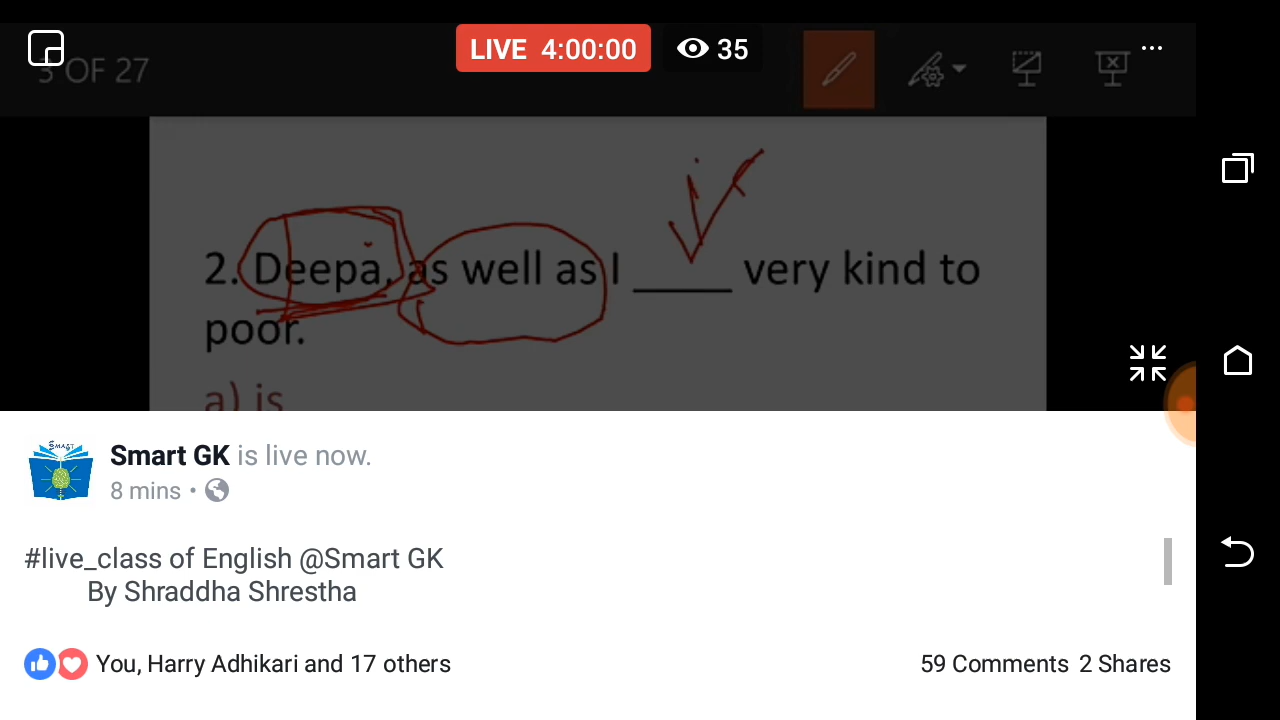 LIVE 4:00:00 35
3 OF 27
2. Deepa, as well as I _____ very kind to
poor.
a) is
SMART
Smart GK is live now.
8 mins •
#live_class of English @Smart GK
By Shraddha Shrestha
You, Harry Adhikari and 17 others
59 Comments 2 Shares